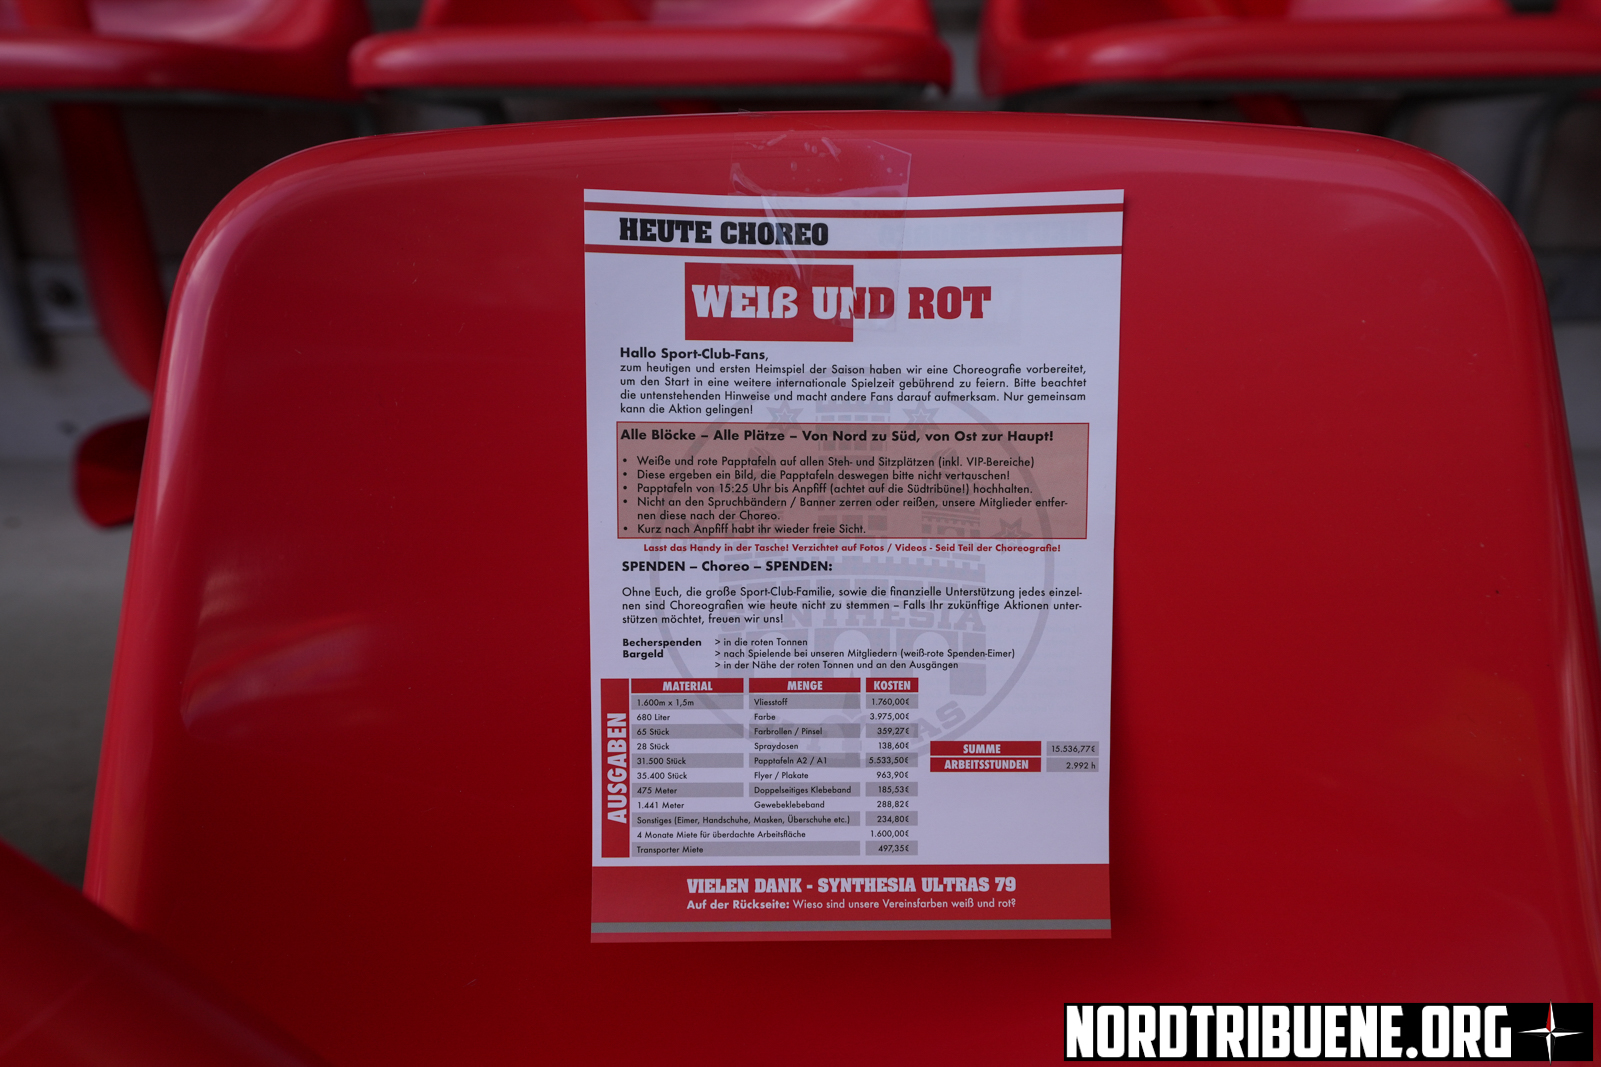 HEUTE CHOREO
WEIß UND ROT
Hallo Sport-Club-Fans,
zum heutigen und ersten Heimspiel der Saison haben wir eine Choreografie vorbereitet,
um den Start in eine weitere internationale Spielzeit gebührend zu feiern. Bitte beachtet
die untenstehenden Hinweise und macht andere Fans darauf aufmerksam. Nur gemeinsam
kann die Aktion gelingen!
Alle Blöcke – Alle Plätze – Von Nord zu Süd, von Ost zur Haupt!
• Weiße und rote Papptafeln auf allen Steh- und Sitzplätzen (inkl. VIP-Bereiche)
• Diese ergeben ein Bild, die Papptafeln deswegen bitte nicht vertauschen!
• Papptafeln von 15:25 Uhr bis Anpfiff (achtet auf die Südtribüne!) hochhalten.
• Nicht an den Spruchbändern / Banner zerren oder reißen, unsere Mitglieder entfer-
nen diese nach der Choreo.
• Kurz nach Anpfiff habt ihr wieder freie Sicht.
Lasst das Handy in der Tasche! Verzichtet auf Fotos / Videos - Seid Teil der Choreografie!
SPENDEN – Choreo – SPENDEN:
Ohne Euch, die große Sport-Club-Familie, sowie die finanzielle Unterstützung jedes einzel-
nen sind Choreografien wie heute nicht zu stemmen – Falls Ihr zukünftige Aktionen unter-
stützen möchtet, freuen wir uns!
Becherspenden > in die roten Tonnen
Bargeld > nach Spielende bei unseren Mitgliedern (weiß-rote Spenden-Eimer)
> in der Nähe der roten Tonnen und an den Ausgängen
AUSGABEN
MATERIAL MENGE KOSTEN
1.600m x 1,5m Vliesstoff 1.760,00€
680 Liter Farbe 3.975,00€
65 Stück Farbrollen / Pinsel 359,27€
28 Stück Spraydosen 138,60€
31.500 Stück Papptafeln A2 / A1 5.533,50€
35.400 Stück Flyer / Plakate 963,90€
475 Meter Doppelseitiges Klebeband 185,53€
1.441 Meter Gewebeklebeband 288,82€
Sonstiges (Eimer, Handschuhe, Masken, Überschuhe etc.) 234,80€
4 Monate Miete für überdachte Arbeitsfläche 1.600,00€
Transporter Miete 497,35€
SUMME 15.536,77€
ARBEITSSTUNDEN 2.992 h
SYNTHESIA
VIELEN DANK - SYNTHESIA ULTRAS 79
Auf der Rückseite: Wieso sind unsere Vereinsfarben weiß und rot?
NORDTRIBUENE.ORG